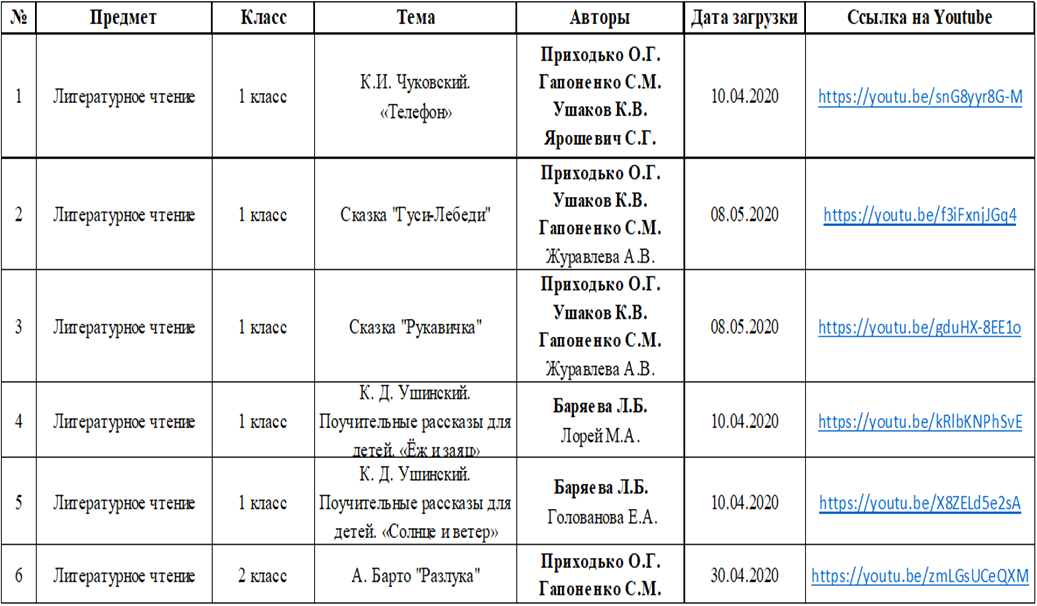 № Предмет Класс Тема Авторы Дата загрузки Ссылка на Youtube
1 Литературное чтение 1 класс К.И. Чуковский. «Телефон» Приходько О.Г. Гапоненко С.М. Ушаков К.В. Ярошевич С.Г. 10.04.2020 https://youtu.be/snG8yyr8G-M
2 Литературное чтение 1 класс Сказка "Гуси-Лебеди" Приходько О.Г. Ушаков К.В. Гапоненко С.М. Журавлева А.В. 08.05.2020 https://youtu.be/f3iFxnjJGq4
3 Литературное чтение 1 класс Сказка "Рукавичка" Приходько О.Г. Ушаков К.В. Гапоненко С.М. Журавлева А.В. 08.05.2020 https://youtu.be/gduHX-8EE1o
4 Литературное чтение 1 класс К. Д. Ушинский. Поучительные рассказы для детей. «Ёж и заяц» Баряева Л.Б. Лорей М.А. 10.04.2020 https://youtu.be/kRlbKNPhSvE
5 Литературное чтение 1 класс К. Д. Ушинский. Поучительные рассказы для детей. «Солнце и ветер» Баряева Л.Б. Голованова Е.А. 10.04.2020 https://youtu.be/X8ZELd5e2sA
6 Литературное чтение 2 класс А. Барто "Разлука" Приходько О.Г. Гапоненко С.М. 30.04.2020 https://youtu.be/zmLGsUCeQXM